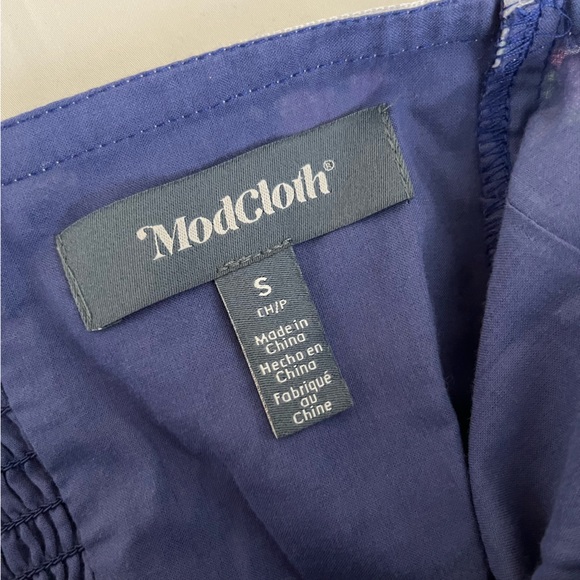 ModCloth®
S
CH/P
Made in
China
Hecho en
China
Fabriqué
au
Chine